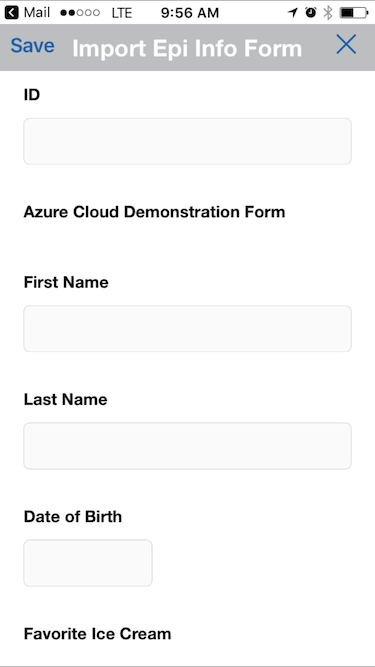 Mail LTE 9:56 AM
Save Import Epi Info Form
ID
Azure Cloud Demonstration Form
First Name
Last Name
Date of Birth
Favorite Ice Cream